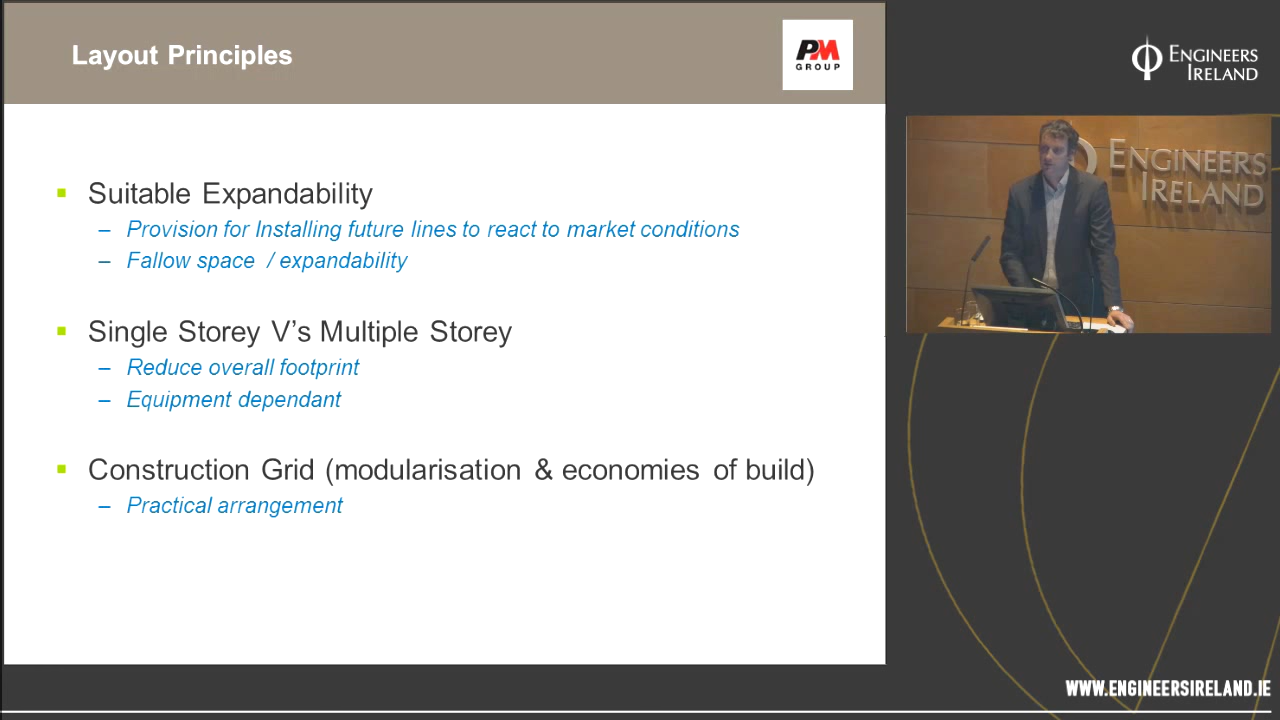 Layout Principles
PM
GROUP
ENGINEERS
IRELAND
▪ Suitable Expandability
– Provision for Installing future lines to react to market conditions
– Fallow space / expandability
▪ Single Storey V’s Multiple Storey
– Reduce overall footprint
– Equipment dependant
▪ Construction Grid (modularisation & economies of build)
– Practical arrangement
ENGINEERS
IRELAND
WWW.ENGINEERSIRELAND.IE